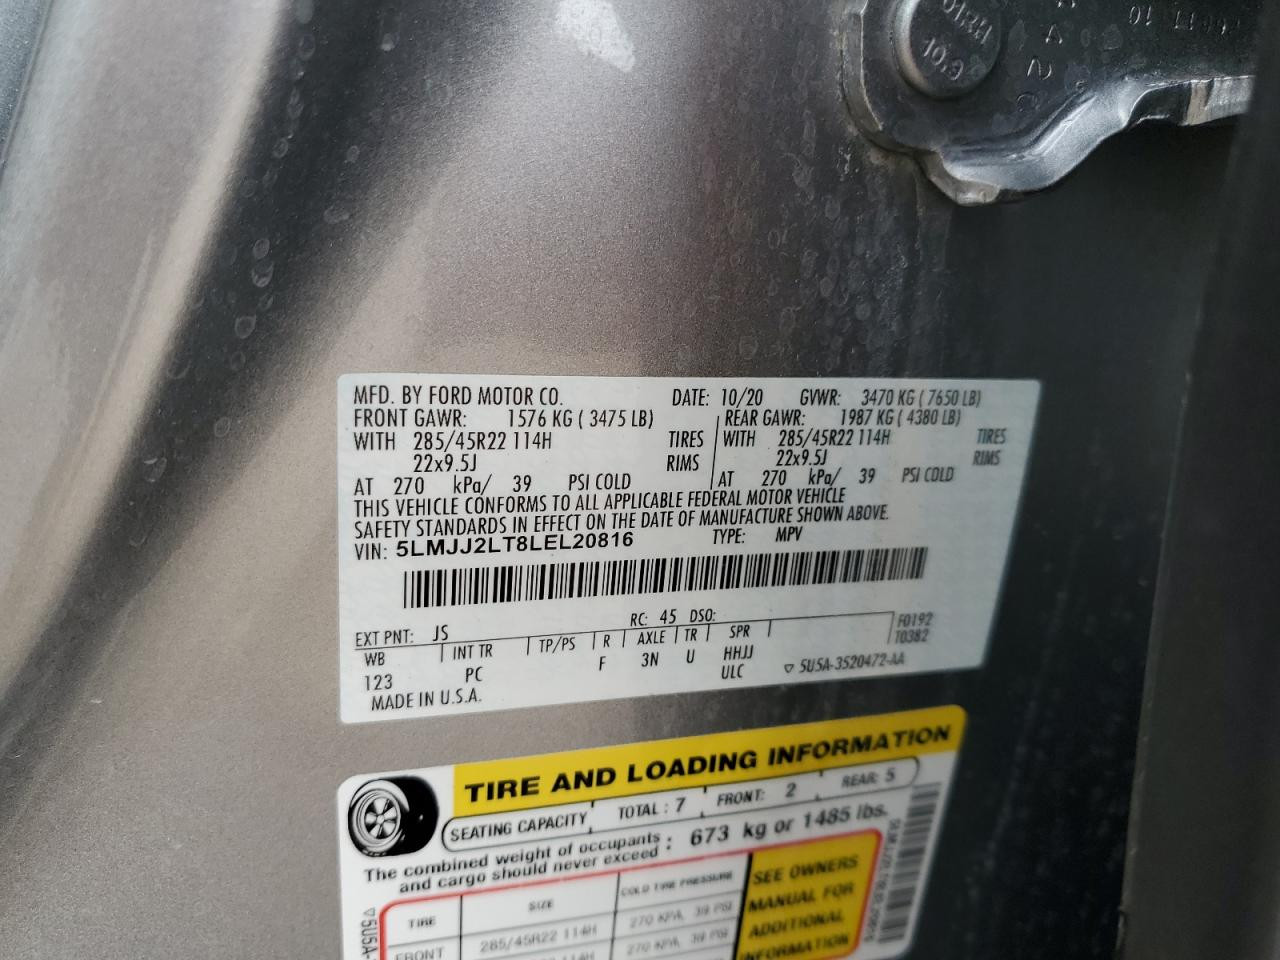 MFD. BY FORD MOTOR CO. DATE: 10/20 GVWR: 3470 KG ( 7650 LB)
FRONT GAWR: 1576 KG ( 3475 LB) REAR GAWR: 1987 KG ( 4380 LB)
WITH 285/45R22 114H TIRES WITH 285/45R22 114H TIRES
22x9.5J RIMS 22x9.5J RIMS
AT 270 kPa/ 39 PSI COLD AT 270 kPa/ 39 PSI COLD
THIS VEHICLE CONFORMS TO ALL APPLICABLE FEDERAL MOTOR VEHICLE
SAFETY STANDARDS IN EFFECT ON THE DATE OF MANUFACTURE SHOWN ABOVE.
VIN: 5LMJJ2LT8LEL20816 TYPE: MPV
EXT PNT: JS RC: 45 DSO: F0192
WB INT TR TP/PS R AXLE TR SPR T0382
123 PC F 3N U HHJJ
ULC ▽ 5U5A-3520472-AA
MADE IN U.S.A.
TIRE AND LOADING INFORMATION
SEATING CAPACITY TOTAL : 7 FRONT: 2 REAR: 5
The combined weight of occupants and cargo should never exceed : 673 kg or 1485 lbs.
TIRE SIZE COLD TIRE PRESSURE
FRONT 285/45R22 114H 270 KPA, 39 PSI
114H 270 KPA, 39 PSI
SEE OWNERS
MANUAL FOR
ADDITIONAL
INFORMATION
▽5U5A-